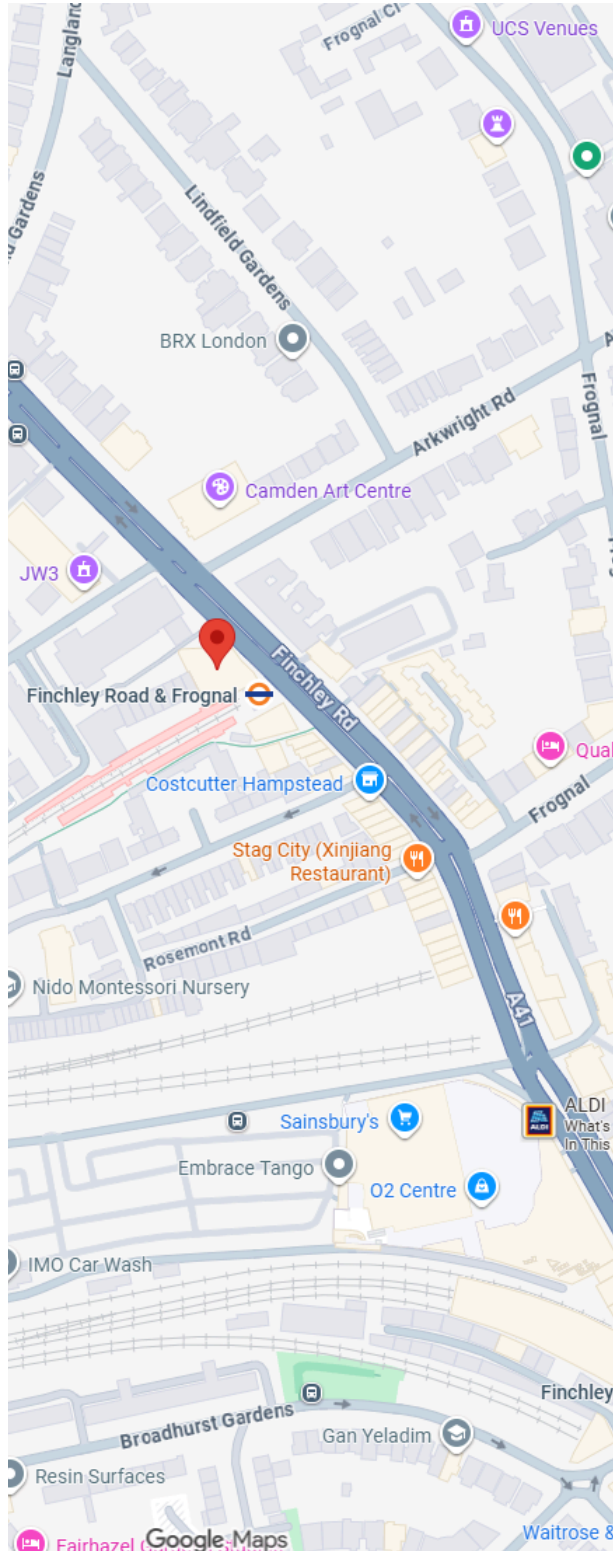 Frognal Cl
UCS Venues
Langland
d Gardens
Lindfield Gardens
BRX London
Arkwright Rd
A
Frognal
Camden Art Centre
Frog
JW3
Finchley Rd
Finchley Road & Frognal
Qual
Costcutter Hampstead
Frognal
Stag City (Xinjiang
Restaurant)
Rosemont Rd
Nido Montessori Nursery
A41
ALDI
What's
In This
ALDI
Sainsbury's
Embrace Tango
O2 Centre
IMO Car Wash
Finchley
Broadhurst Gardens
Gan Yeladim
Resin Surfaces
Waitrose &
Google Maps
Fairhazel